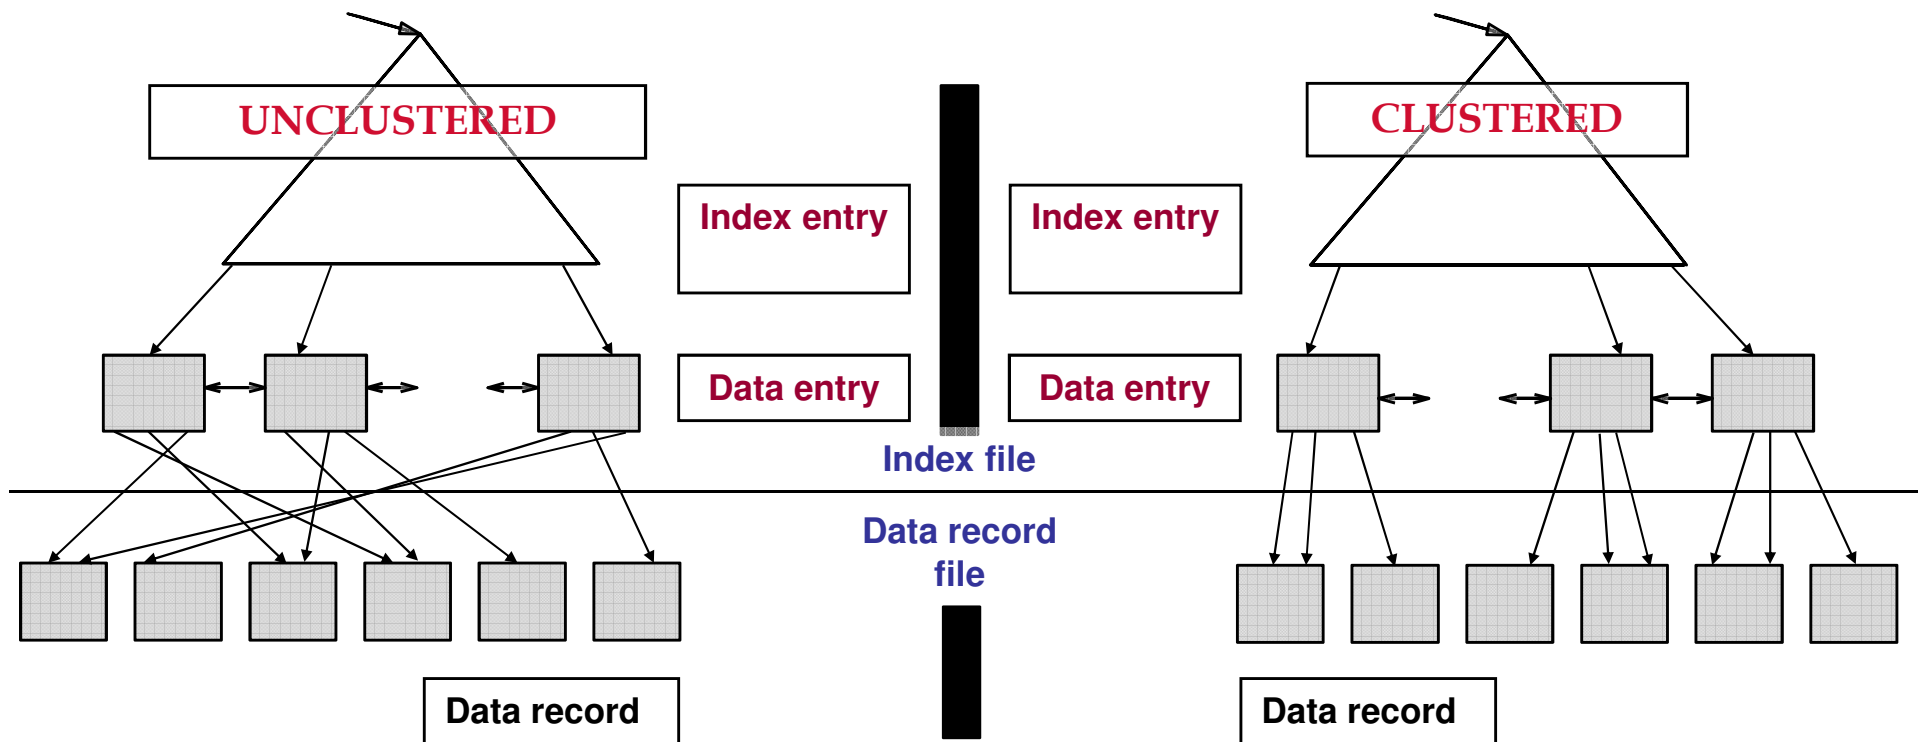 UNCLUSTERED
CLUSTERED
Index entry
Index entry
Data entry
Data entry
Index file
Data record
file
Data record
Data record